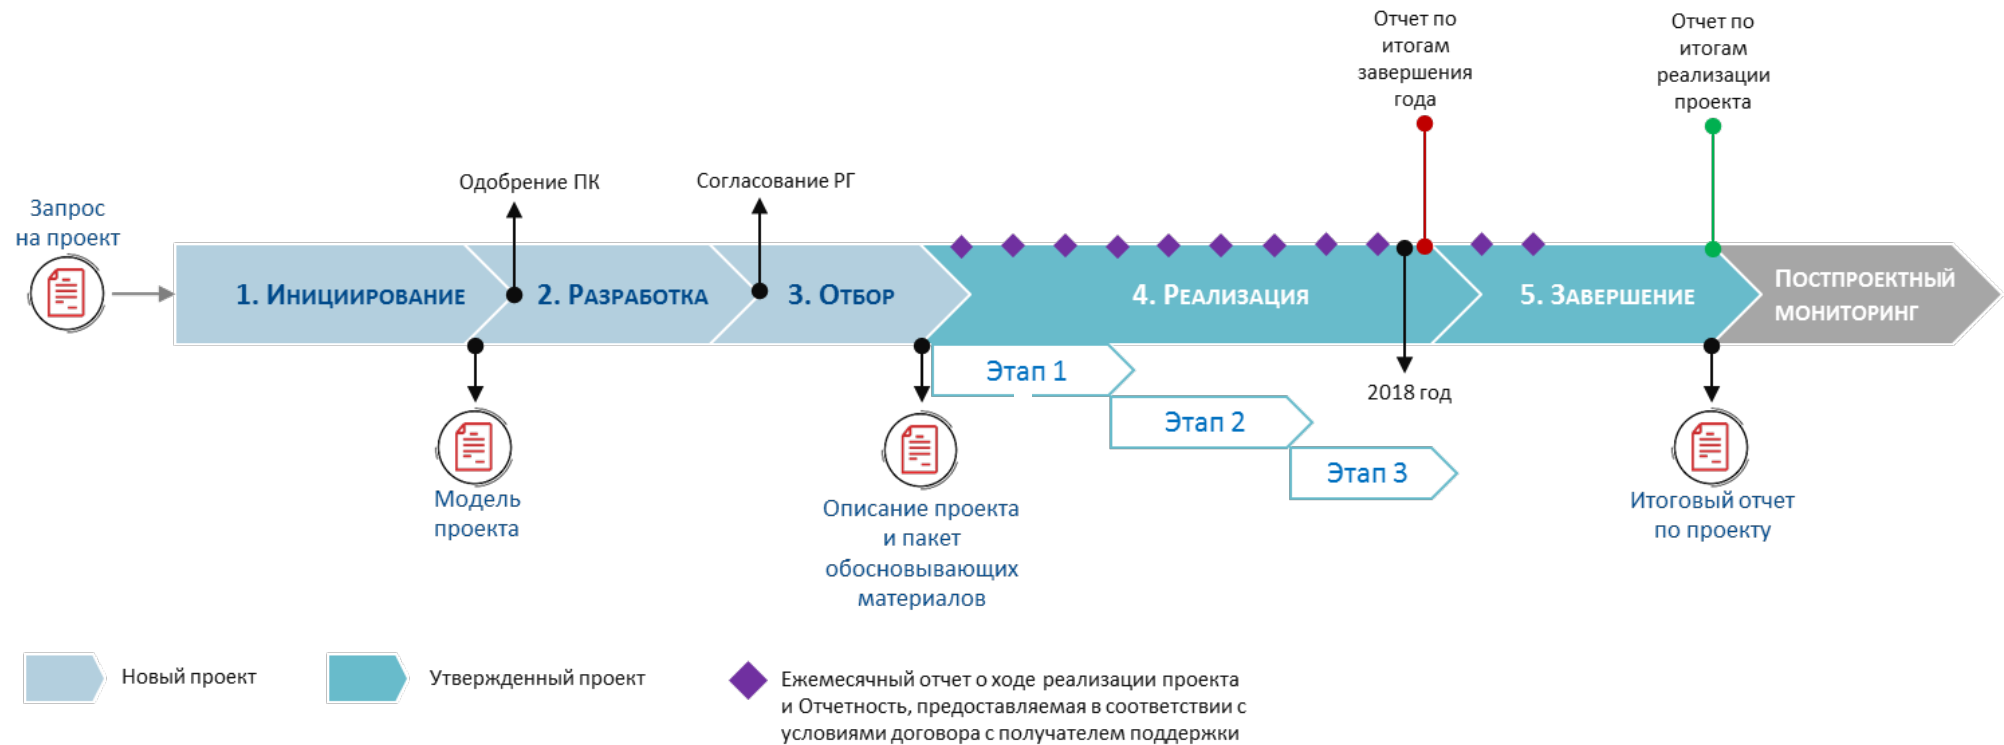 Отчет по
итогам
завершения
года
Отчет по
итогам
реализации
проекта
Одобрение ПК
Согласование РГ
Запрос
на проект
1. Инициирование
2. Разработка
3. Отбор
4. Реализация
5. Завершение
Постпроектный
мониторинг
Этап 1
Этап 2
Этап 3
2018 год
Модель
проекта
Описание проекта
и пакет
обосновывающих
материалов
Итоговый отчет
по проекту
Новый проект
Утвержденный проект
Ежемесячный отчет о ходе реализации проекта
и Отчетность, предоставляемая в соответствии с
условиями договора с получателем поддержки